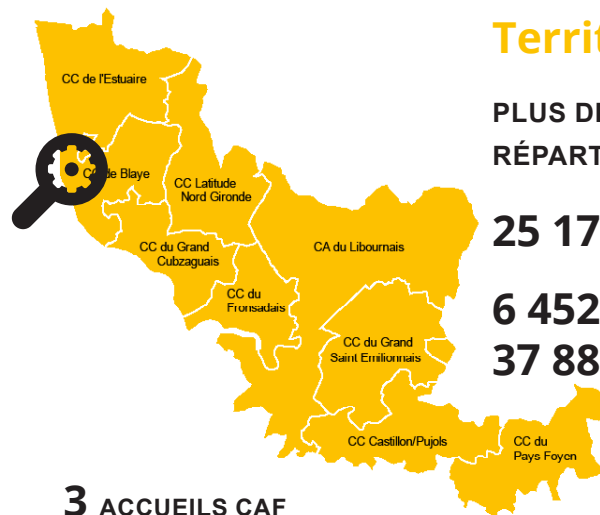 CC de l'Estuaire
CC de Blaye
CC Latitude
Nord Gironde
CC du Grand
Cubzaguais
CA du Libournais
CC du
Fronsadais
CC du Grand
Saint Emilionnais
CC Castillon/Pujols
CC du
Pays Foyen
3 ACCUEILS CAF
Territ
PLUS DE
RÉPART
25 17
6 452
37 88